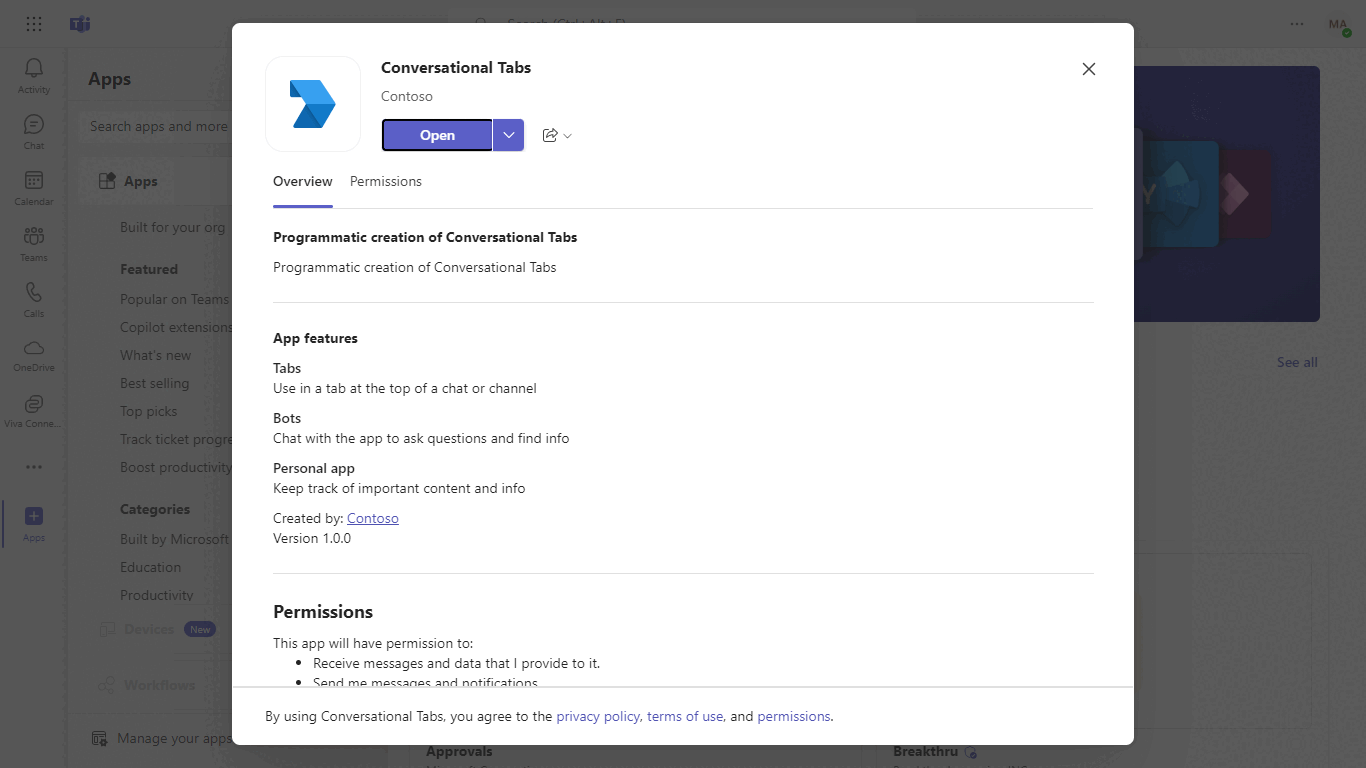 Search (Ctrl+Alt+E)
MA
Activity
Chat
Calendar
Teams
Calls
OneDrive
Viva Conne...
Apps
Apps
Search apps and more
Apps
Built for your org
Featured
Popular on Teams
Copilot extensions
What's new
Best selling
Top picks
Track ticket progre
Boost productivity
Categories
Built by Microsoft
Education
Productivity
Devices New
Workflows
Manage your apps
Conversational Tabs
Contoso
Open
Overview Permissions
Programmatic creation of Conversational Tabs
Programmatic creation of Conversational Tabs
App features
Tabs
Use in a tab at the top of a chat or channel
Bots
Chat with the app to ask questions and find info
Personal app
Keep track of important content and info
Created by: Contoso
Version 1.0.0
Permissions
This app will have permission to:
• Receive messages and data that I provide to it.
• Send me messages and notifications
By using Conversational Tabs, you agree to the privacy policy, terms of use, and permissions.
See all
Approvals
Breakthru